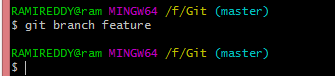 RAMIREDDY@ram MINGW64 /f/Git (master)
$ git branch feature
RAMIREDDY@ram MINGW64 /f/Git (master)
$